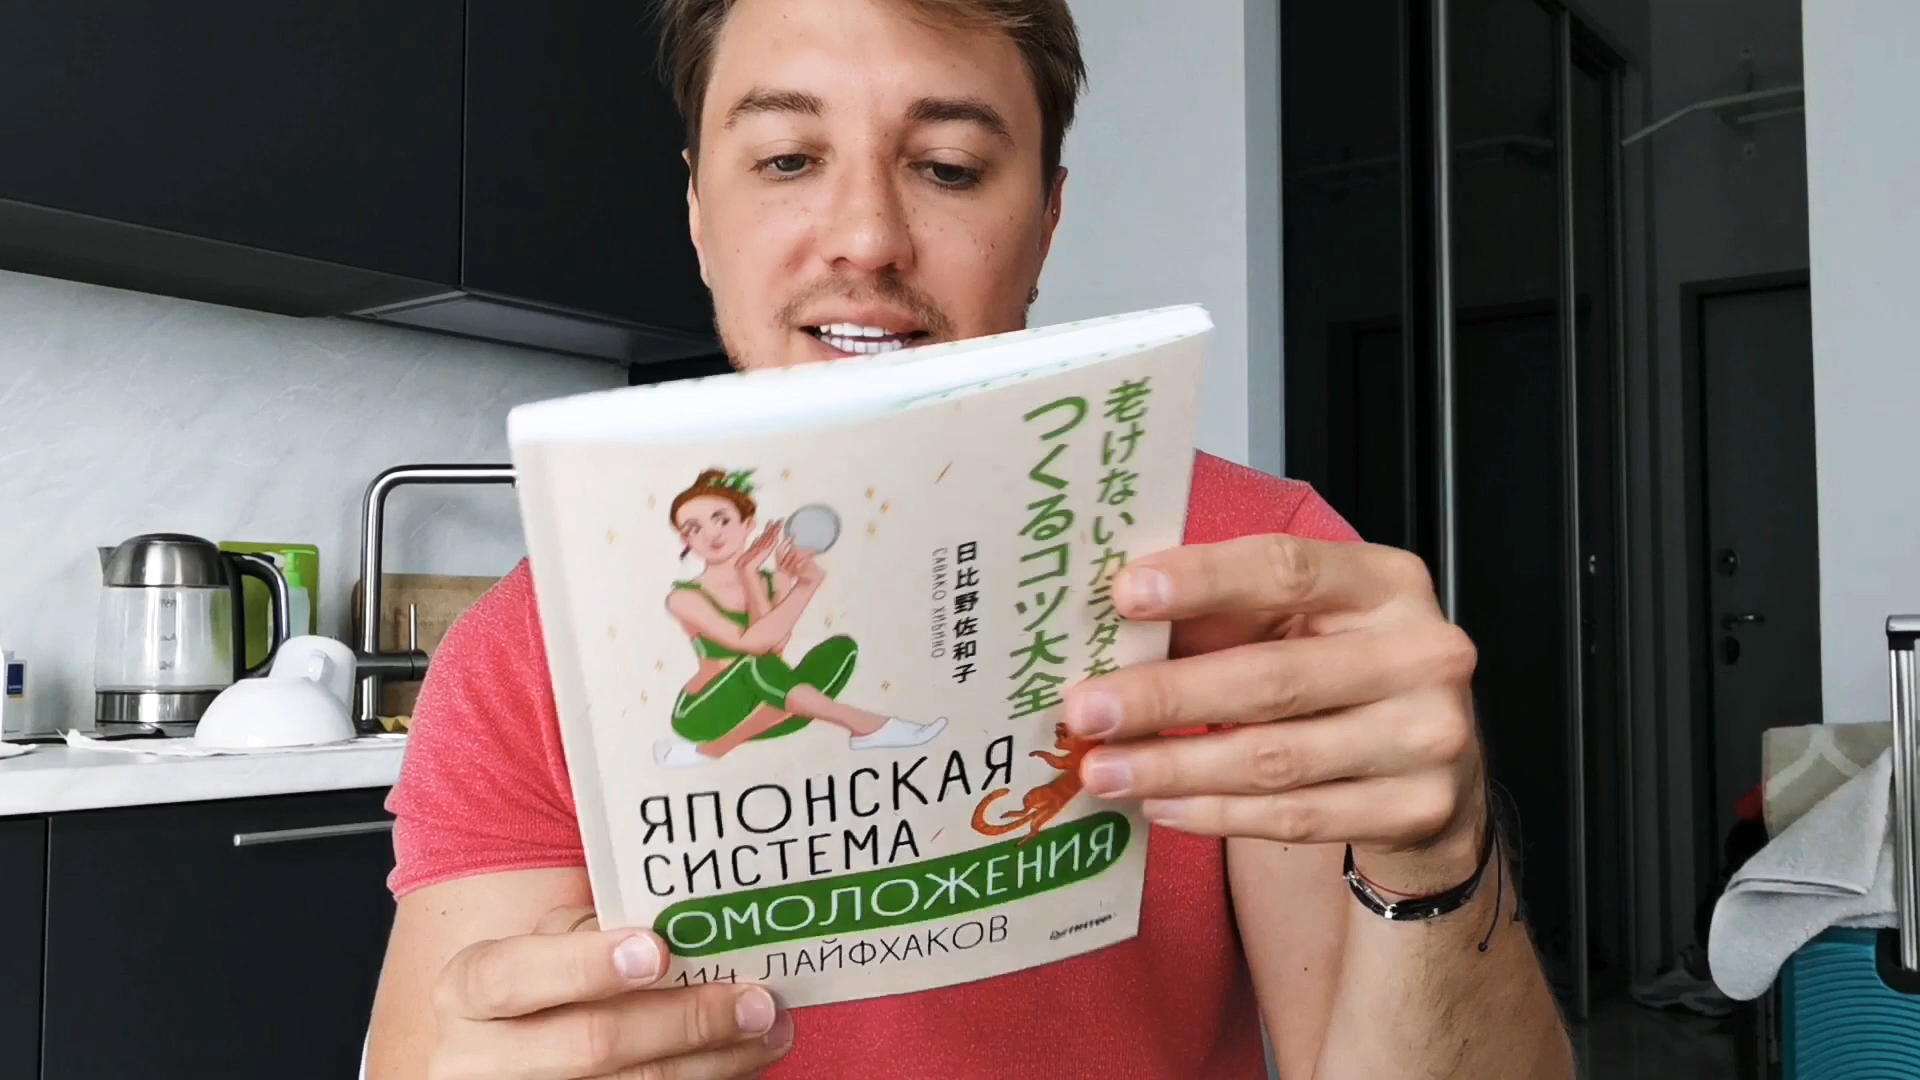 老けないカラダを
つくるコツ大全
日比野佐和子
САВАКО ХИБИНО
ЯПОНСКАЯ
СИСТЕМА
ОМОЛОЖЕНИЯ
114 ЛАЙФХАКОВ